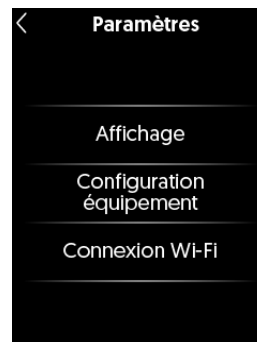 Paramètres
Affichage
Configuration
équipement
Connexion Wi-Fi